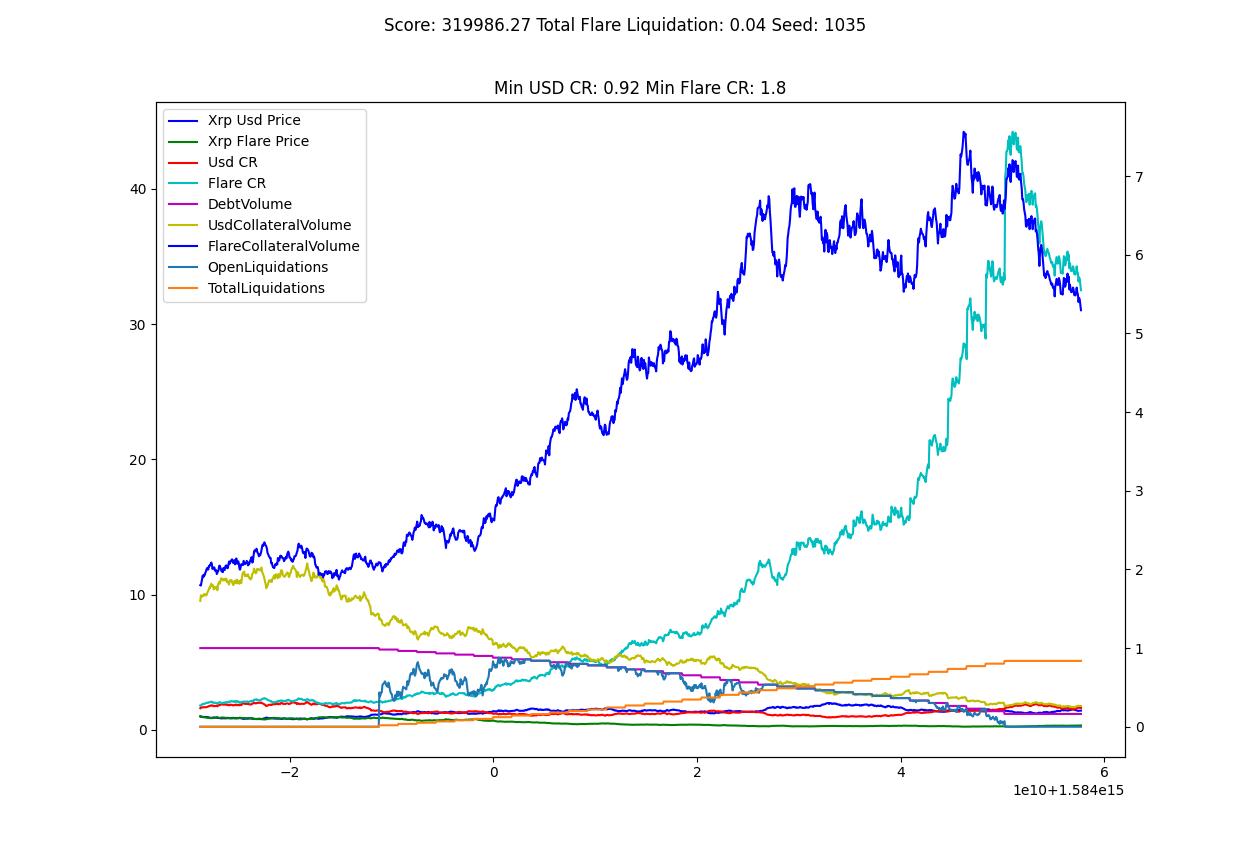 Score: 319986.27 Total Flare Liquidation: 0.04 Seed: 1035
Min USD CR: 0.92 Min Flare CR: 1.8
Xrp Usd Price
Xrp Flare Price
Usd CR
Flare CR
DebtVolume
UsdCollateralVolume
FlareCollateralVolume
OpenLiquidations
TotalLiquidations
40
30
20
10
0
7
6
5
4
3
2
1
0
−2 0 2 4 6
1e10+1.584e15